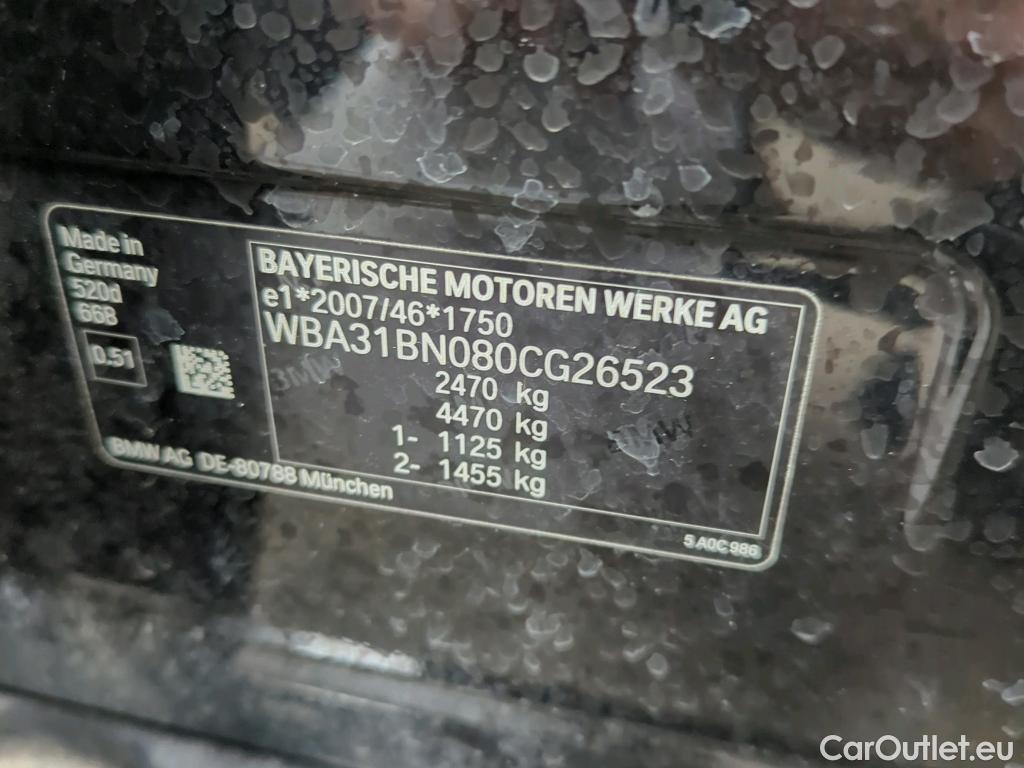 Made in
Germany
520d
668
0.51
BAYERISCHE MOTOREN WERKE AG
e1*2007/46*1750
WBA31BN080CG26523
2470 kg
4470 kg
1- 1125 kg
2- 1455 kg
BMW AG DE-80788 München
5 A0C 986
CarOutlet.eu